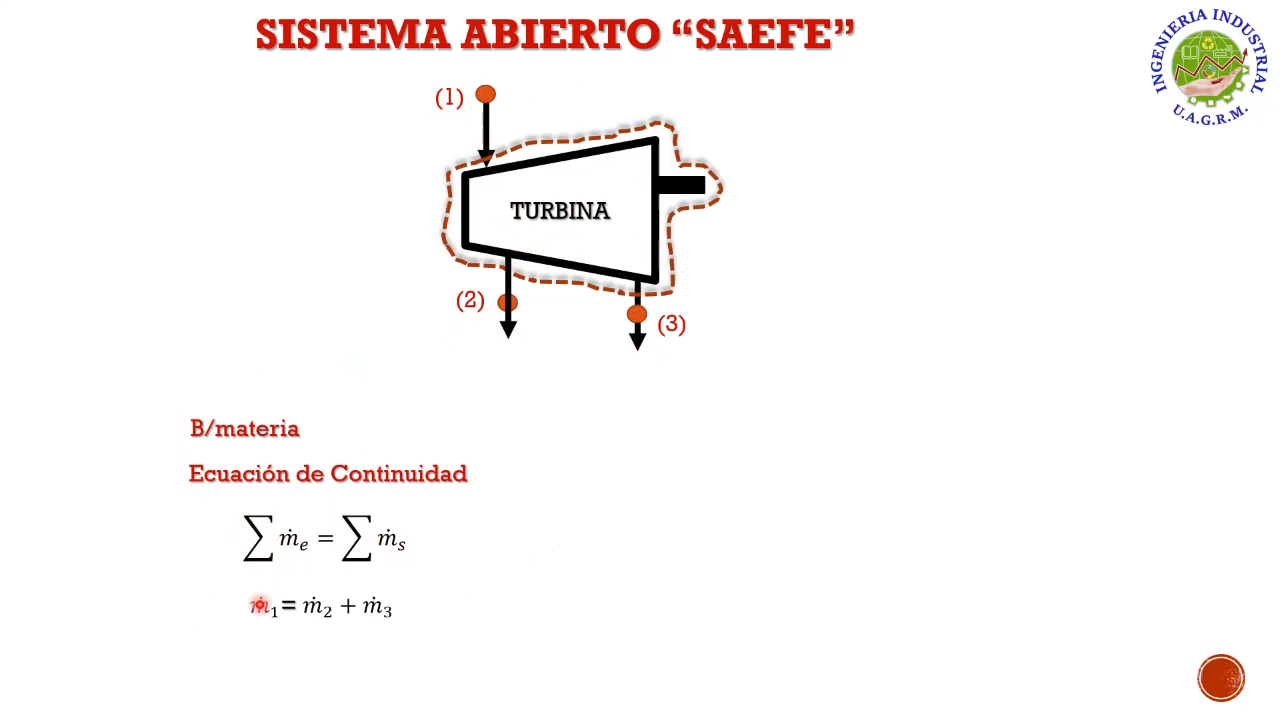 SISTEMA ABIERTO “SAEFE”
INGENIERIA INDUSTRIAL
U.A.G.R.M.
(1)
TURBINA
(2)
(3)
B/materia
Ecuación de Continuidad
∑ ṁₑ = ∑ ṁₛ
ṁ₁= ṁ₂ + ṁ₃